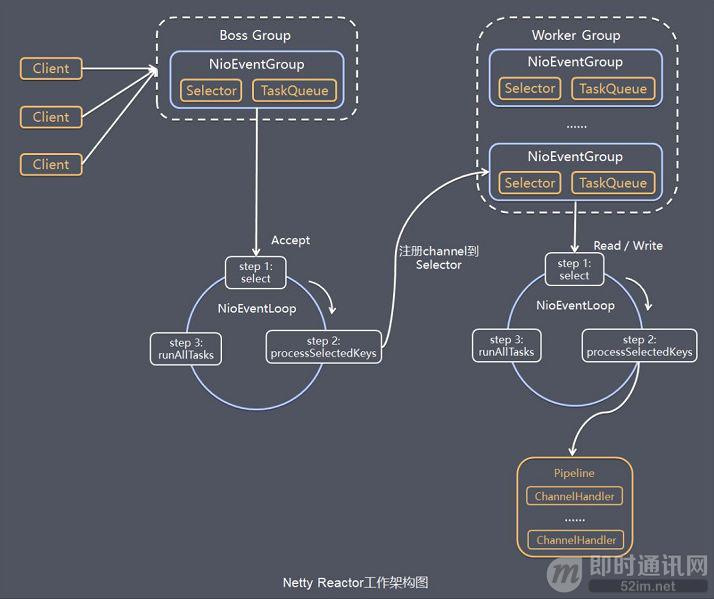 Boss Group
NioEventGroup
Selector
TaskQueue
Client
Client
Client
Accept
step 1:
select
NioEventLoop
step 2:
processSelectedKeys
step 3:
runAllTasks
注册channel到
Selector
Worker Group
NioEventGroup
Selector
TaskQueue
......
NioEventGroup
Selector
TaskQueue
Read / Write
step 1:
select
NioEventLoop
step 2:
processSelectedKeys
step 3:
runAllTasks
Pipeline
ChannelHandler
......
ChannelHandler
Netty Reactor工作架构图
m
即时通讯网
52im.net